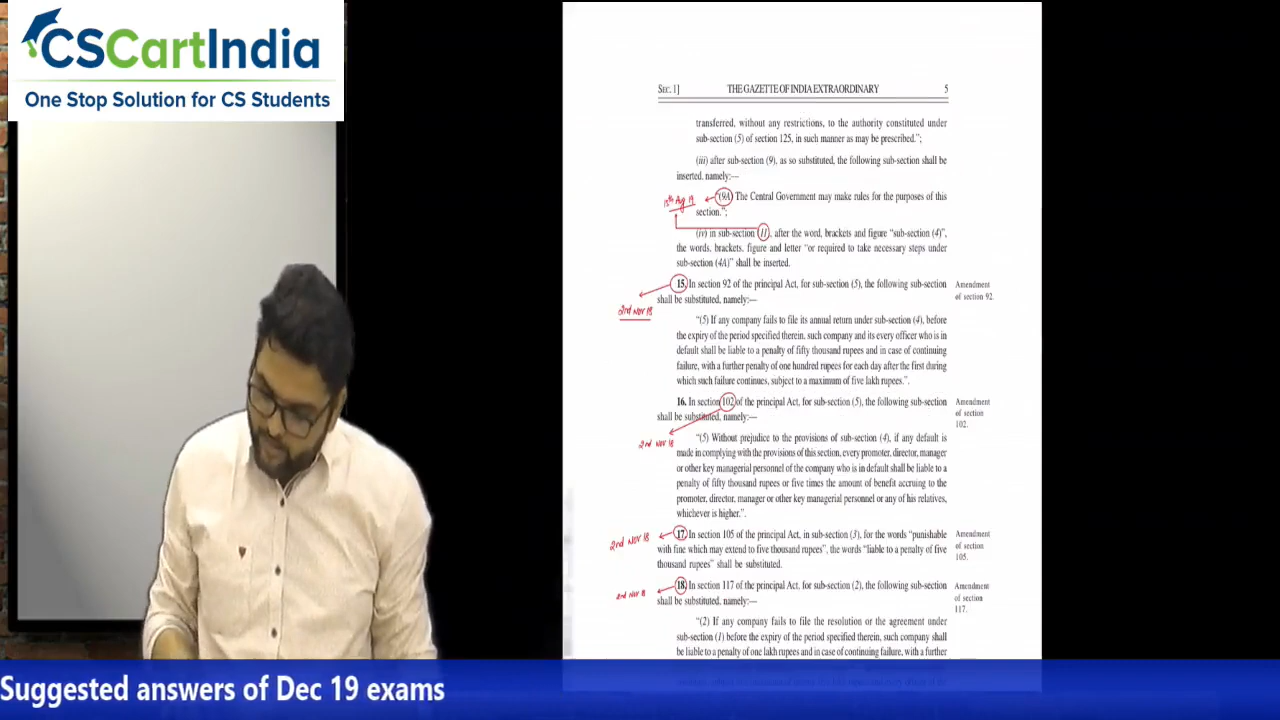 CSCartIndia
One Stop Solution for CS Students
SEC. 1] THE GAZETTE OF INDIA EXTRAORDINARY 5
transferred, without any restrictions, to the authority constituted under
sub-section (5) of section 125, in such manner as may be prescribed.";
(iii) after sub-section (9), as so substituted, the following sub-section shall be
inserted, namely:—
15th Aug 19
"(9A) The Central Government may make rules for the purposes of this
section.";
(iv) in sub-section 11, after the word, brackets and figure "sub-section (4)",
the words, brackets, figure and letter "or required to take necessary steps under
sub-section (4A)" shall be inserted.
15. In section 92 of the principal Act, for sub-section (5), the following sub-section
shall be substituted, namely:—
Amendment
of section 92.
2nd Nov 18
"(5) If any company fails to file its annual return under sub-section (4), before
the expiry of the period specified therein, such company and its every officer who is in
default shall be liable to a penalty of fifty thousand rupees and in case of continuing
failure, with a further penalty of one hundred rupees for each day after the first during
which such failure continues, subject to a maximum of five lakh rupees.".
16. In section 102 of the principal Act, for sub-section (5), the following sub-section
shall be substituted, namely:—
Amendment
of section
102.
2nd Nov 18
"(5) Without prejudice to the provisions of sub-section (4), if any default is
made in complying with the provisions of this section, every promoter, director, manager
or other key managerial personnel of the company who is in default shall be liable to a
penalty of fifty thousand rupees or five times the amount of benefit accruing to the
promoter, director, manager or other key managerial personnel or any of his relatives,
whichever is higher.".
2nd Nov 18
17. In section 105 of the principal Act, in sub-section (3), for the words "punishable
with fine which may extend to five thousand rupees", the words "liable to a penalty of five
thousand rupees" shall be substituted.
Amendment
of section
105.
2nd Nov 18
18. In section 117 of the principal Act, for sub-section (2), the following sub-section
shall be substituted, namely:—
Amendment
of section
117.
"(2) If any company fails to file the resolution or the agreement under
sub-section (1) before the expiry of the period specified therein, such company shall
be liable to a penalty of one lakh rupees and in case of continuing failure, with a further
Suggested answers of Dec 19 exams